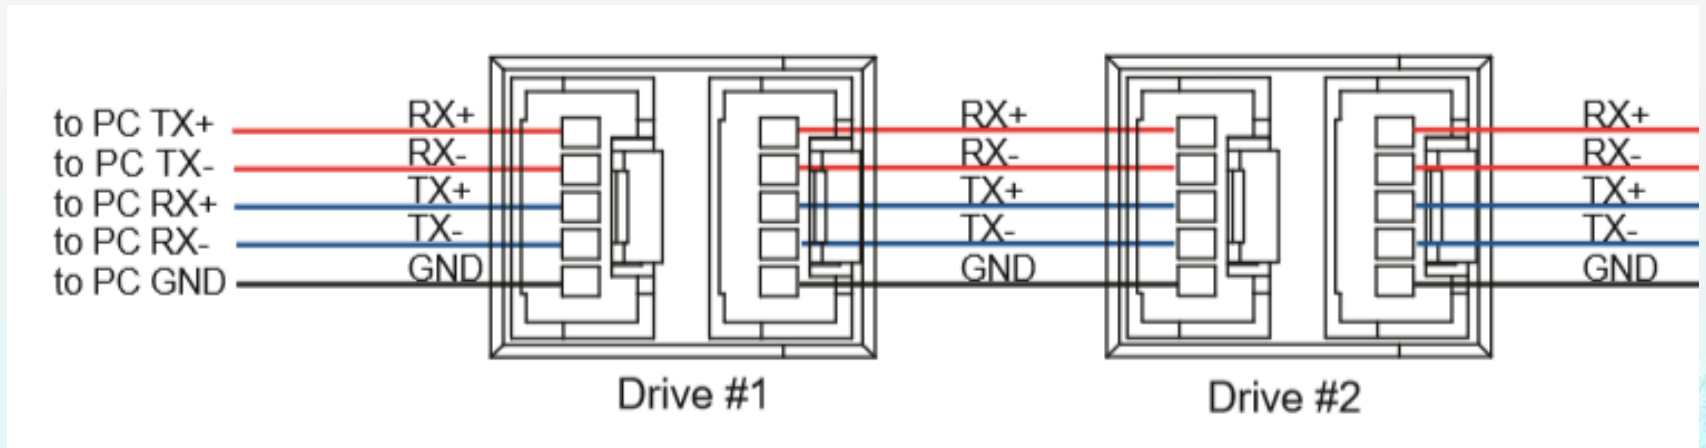 to PC TX+ RX+ RX+ RX+
to PC TX- RX- RX- RX-
to PC RX+ TX+ TX+ TX+
to PC RX- TX- TX- TX-
to PC GND GND GND GND
Drive #1 Drive #2